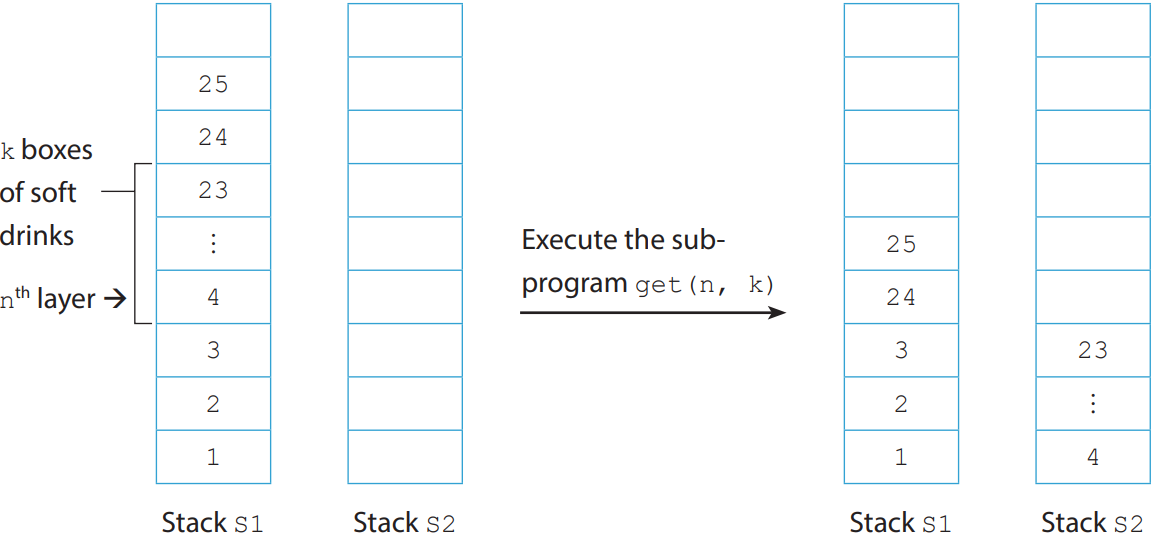 25
24
k boxes
of soft
drinks
23
⋮
nth layer → 4
3
2
1
Stack S1
Stack S2
Execute the sub-
program get(n, k)
25
24
3
2
1
23
⋮
4
Stack S1
Stack S2